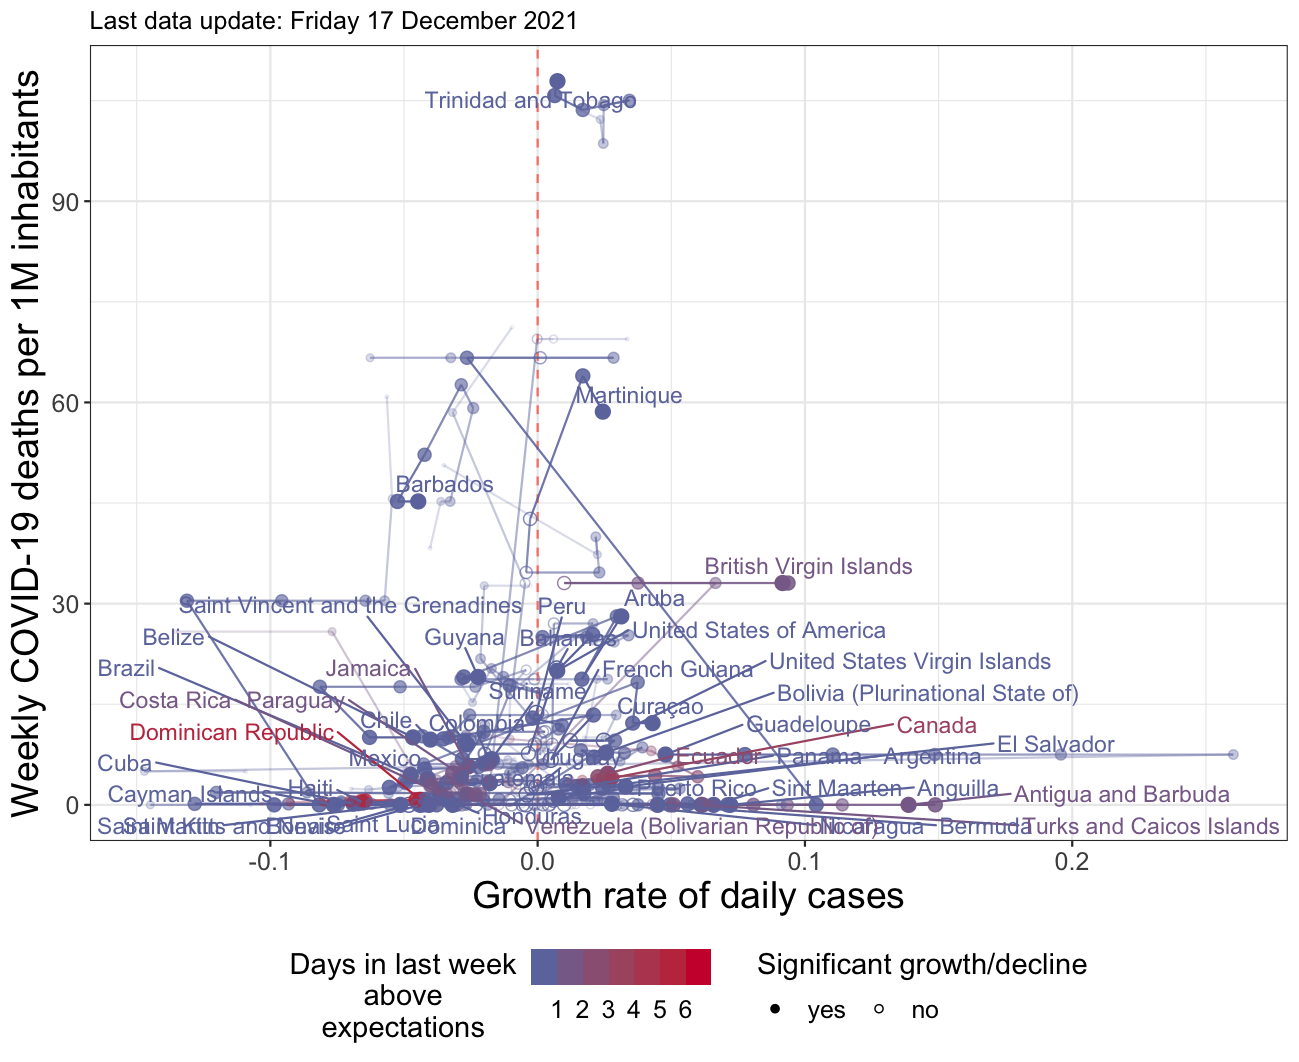 Last data update: Friday 17 December 2021
Weekly COVID-19 deaths per 1M inhabitants
90
60
30
0
Trinidad and Tobago
Martinique
Barbados
British Virgin Islands
Saint Vincent and the Grenadines
Peru
Aruba
Belize
Guyana
Bahamas
United States of America
Brazil
Jamaica
French Guiana
United States Virgin Islands
Costa Rica
Paraguay
Suriname
Bolivia (Plurinational State of)
Curaçao
Dominican Republic
Chile
Colombia
Guadeloupe
Canada
Cuba
Mexico
Uruguay
Ecuador
Panama
Argentina
El Salvador
Cayman Islands
Haiti
Guatemala
Puerto Rico
Sint Maarten
Anguilla
Antigua and Barbuda
Honduras
Saint Kitts and Nevis
Saint Lucia
Dominica
Venezuela (Bolivarian Republic of)
Nicaragua
Bermuda
Turks and Caicos Islands
-0.1
0.0
0.1
0.2
Growth rate of daily cases
Days in last week
above
expectations
1 2 3 4 5 6
Significant growth/decline
yes
no